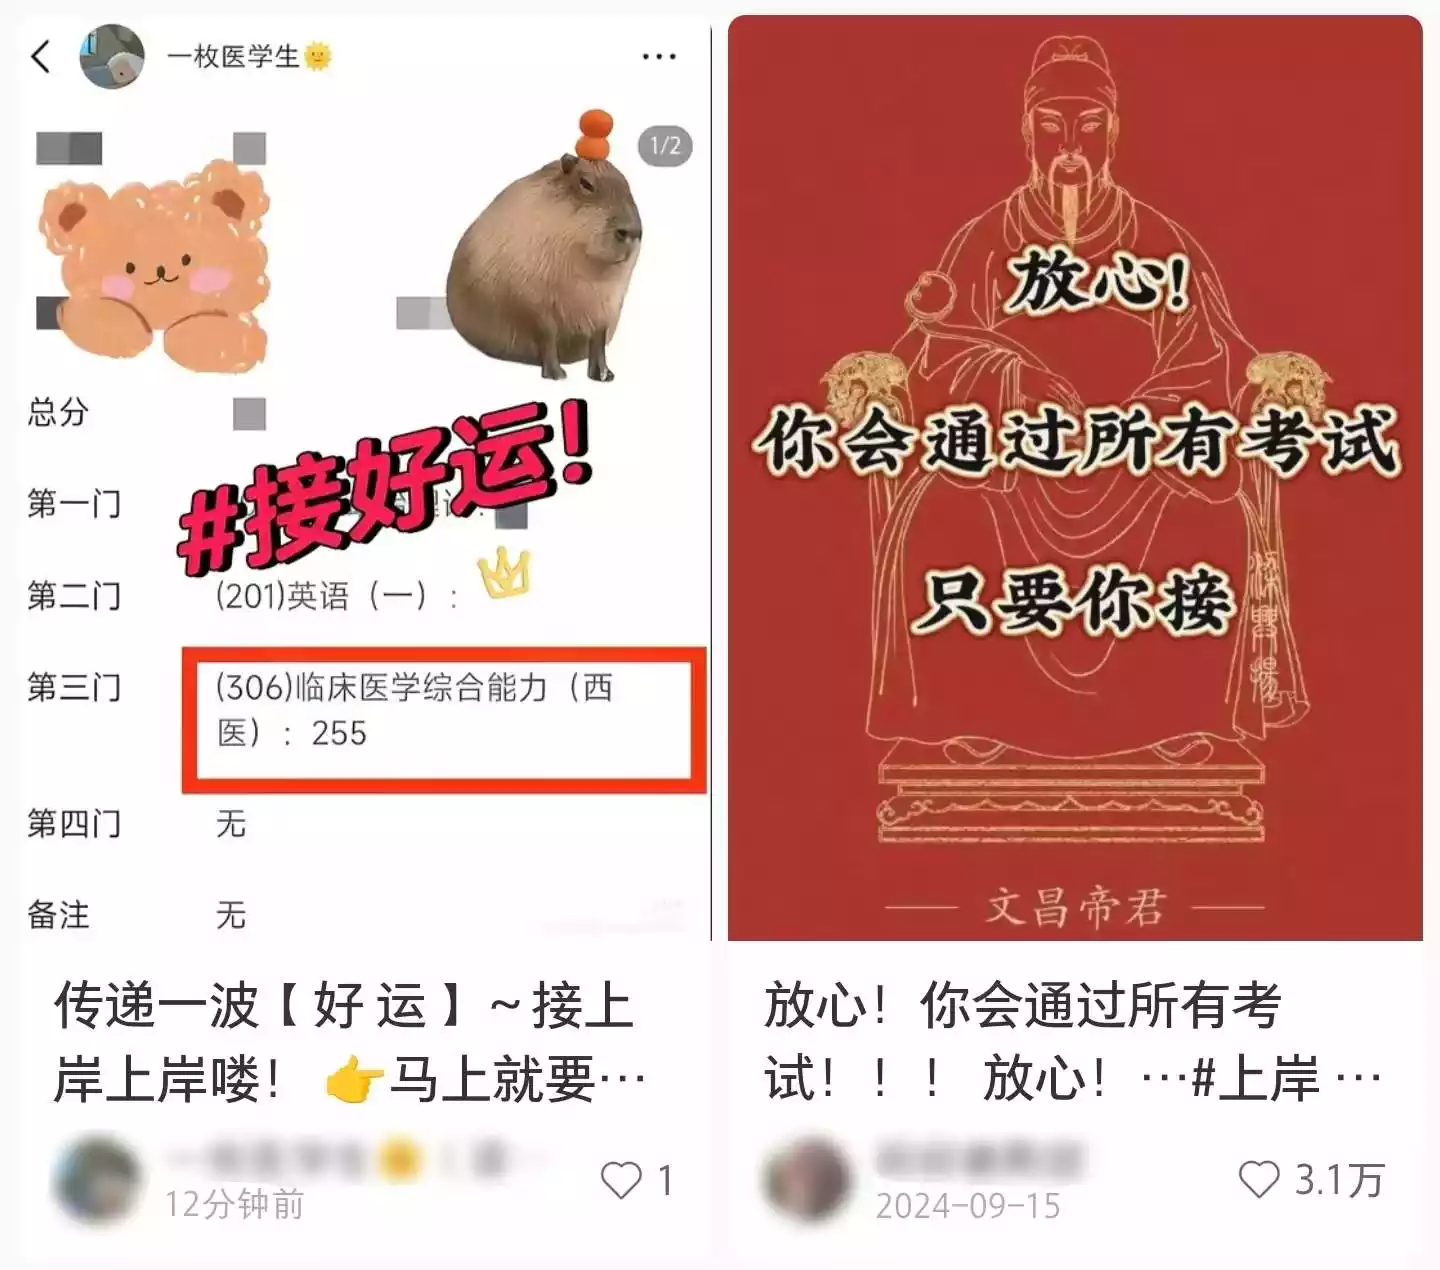 一枚医学生
1/2
总分
#接好运!
第一门
第二门
(201)英语（一）:
第三门
(306)临床医学综合能力（西
医）: 255
第四门
无
备注
无
传递一波【好运】~接上
岸上岸喽! 👉马上就要…
12分钟前
1
放心!
你会通过所有考试
只要你接
文昌帝君
放心! 你会通过所有考
试!!! 放心! …#上岸…
2024-09-15
3.1万